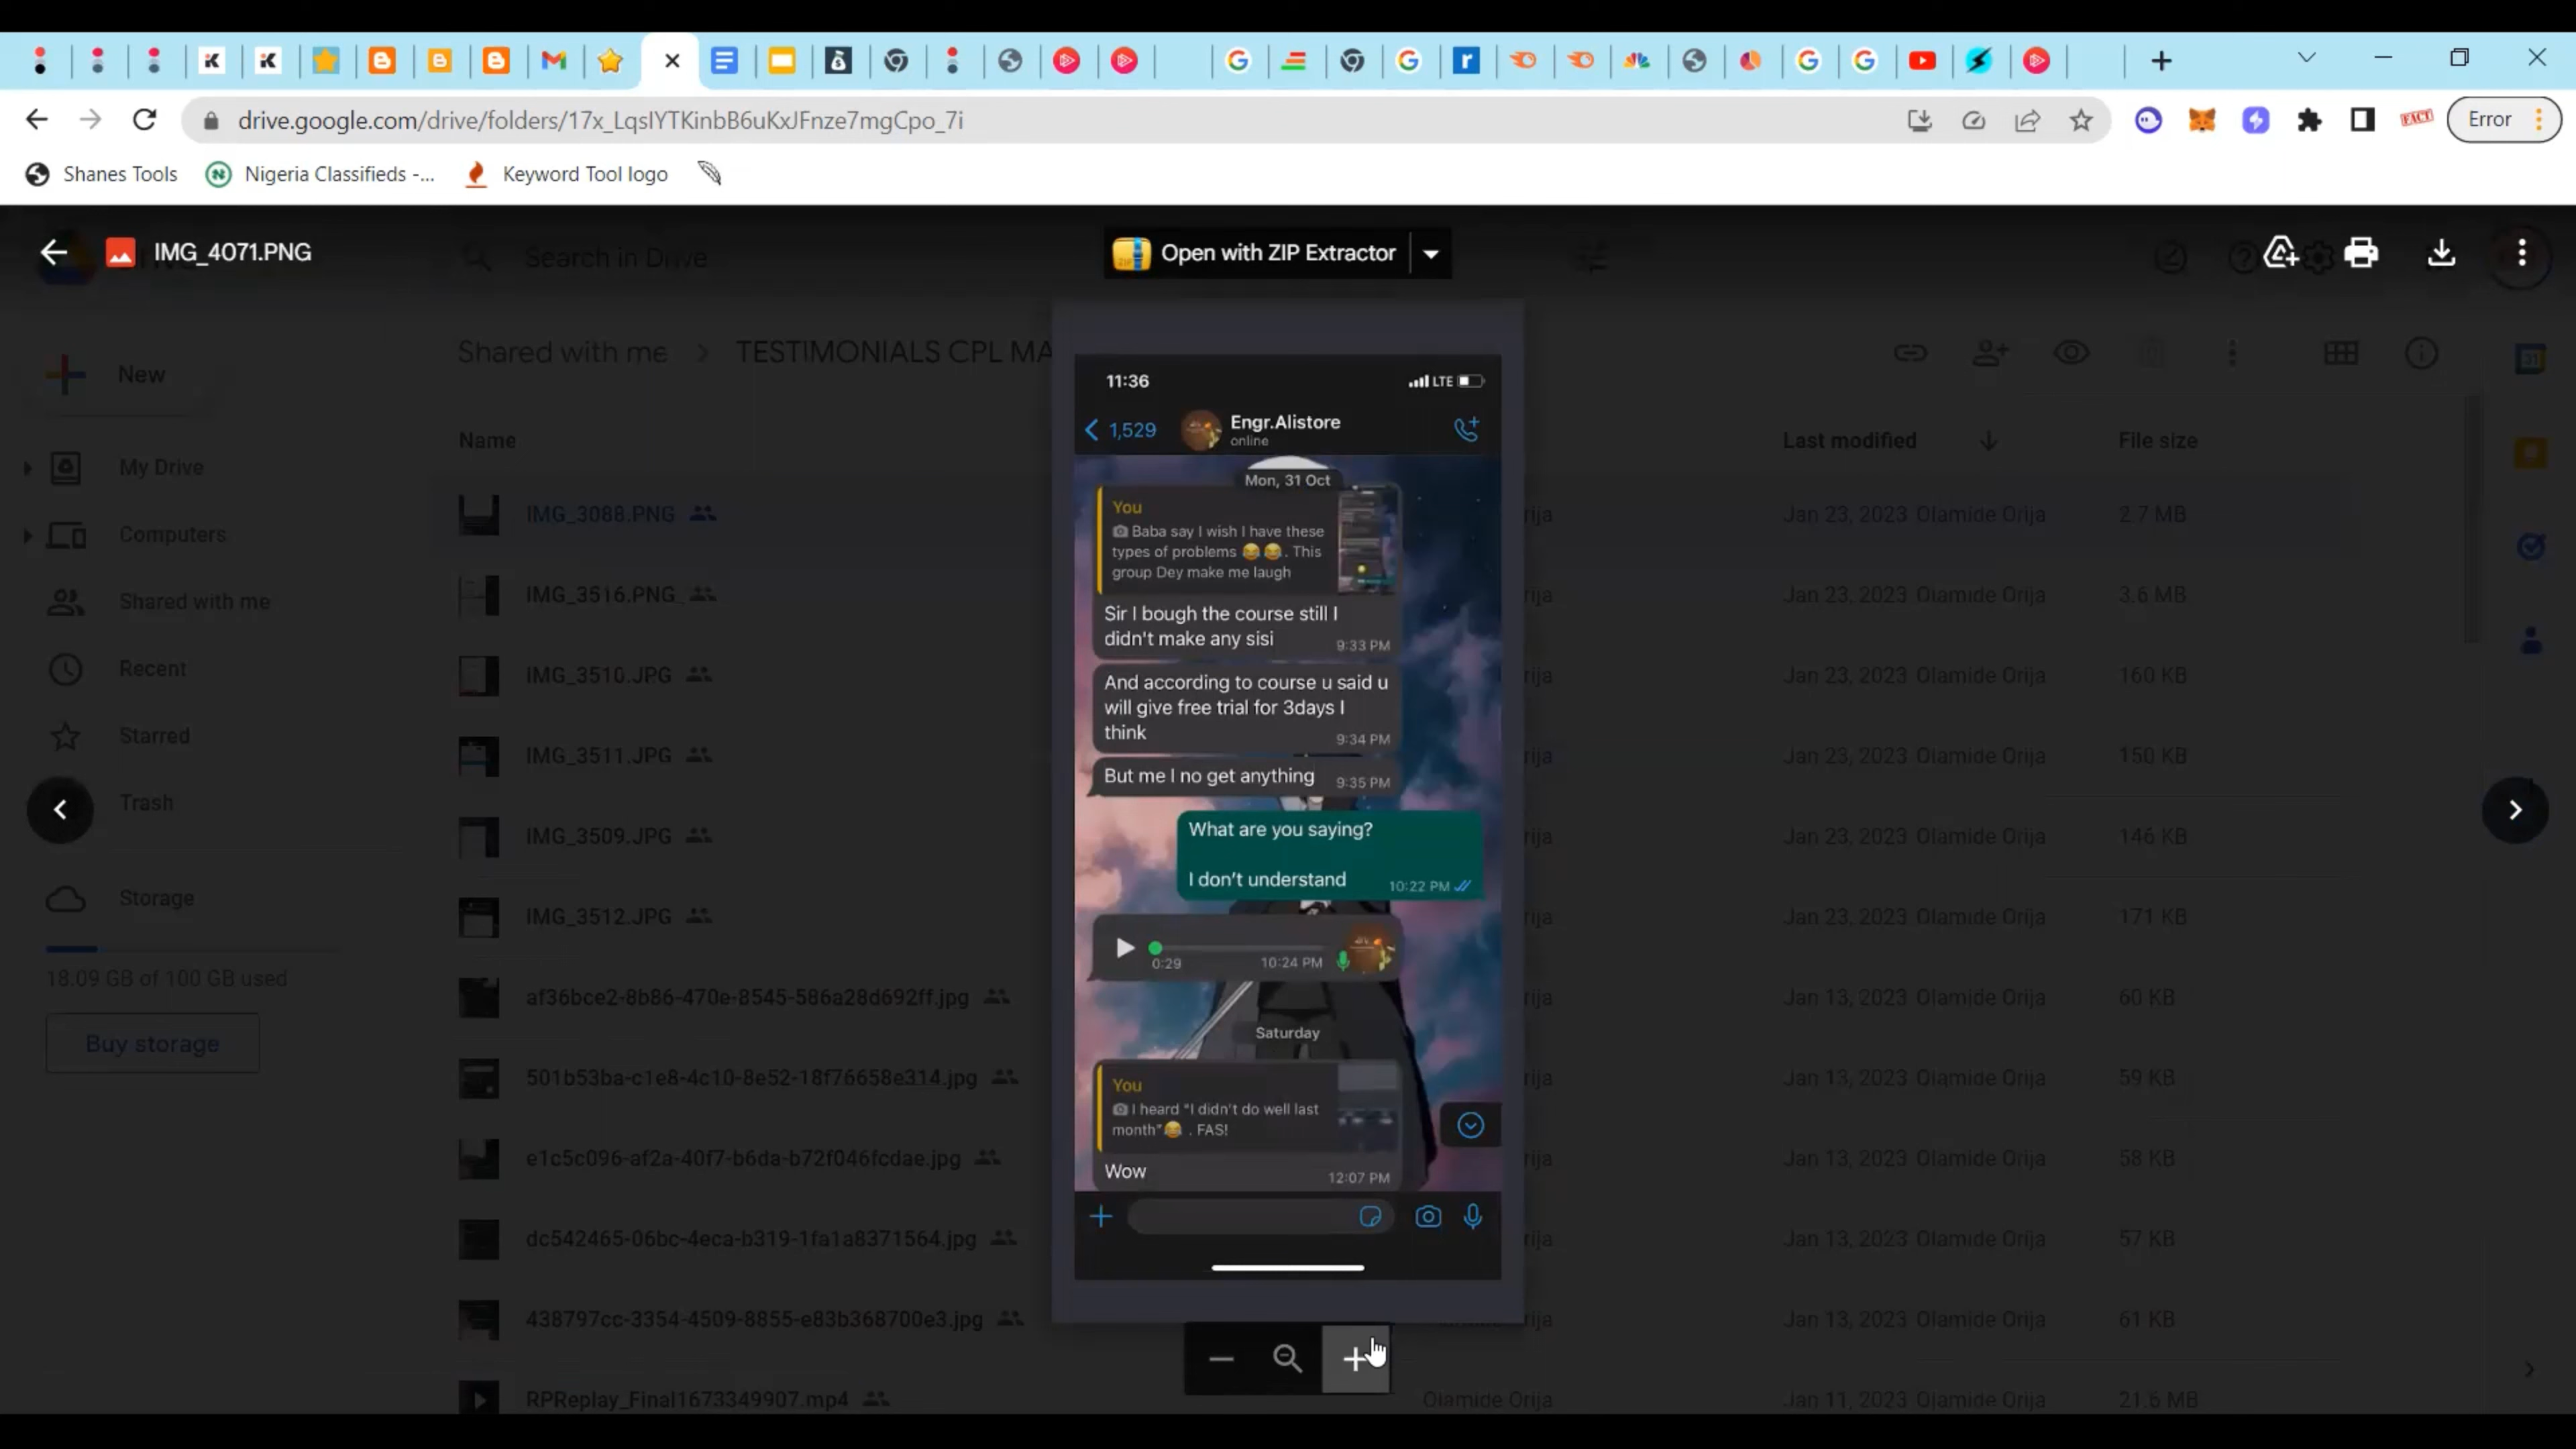 drive.google.com/drive/folders/17x_LqsIYTKinbB6uKxJFnze7mgCpo_7i
Error
Shanes Tools
Nigeria Classifieds -...
Keyword Tool logo
IMG_4071.PNG
Search in Drive
Open with ZIP Extractor
New
Shared with me > TESTIMONIALS CPL MA
My Drive
Computers
Shared with me
Recent
Starred
Trash
Storage
18.09 GB of 100 GB used
Buy storage
Name
Last modified
File size
IMG_3088.PNG
rija
Jan 23, 2023 Olamide Orija
2.7 MB
IMG_3516.PNG
rija
Jan 23, 2023 Olamide Orija
3.6 MB
IMG_3510.JPG
rija
Jan 23, 2023 Olamide Orija
160 KB
IMG_3511.JPG
rija
Jan 23, 2023 Olamide Orija
150 KB
IMG_3509.JPG
rija
Jan 23, 2023 Olamide Orija
146 KB
IMG_3512.JPG
rija
Jan 23, 2023 Olamide Orija
171 KB
af36bce2-8b86-470e-8545-586a28d692ff.jpg
rija
Jan 13, 2023 Olamide Orija
60 KB
501b53ba-c1e8-4c10-8e52-18f76658e314.jpg
rija
Jan 13, 2023 Olamide Orija
59 KB
e1c5c096-af2a-40f7-b6da-b72f046fcdae.jpg
rija
Jan 13, 2023 Olamide Orija
58 KB
dc542465-06bc-4eca-b319-1fa1a8371564.jpg
rija
Jan 13, 2023 Olamide Orija
57 KB
438797cc-3354-4509-8855-e83b368700e3.jpg
rija
Jan 13, 2023 Olamide Orija
61 KB
RPReplay_Final1673349907.mp4
Olamide Orija
Jan 11, 2023 Olamide Orija
21.6 MB
11:36
LTE
1,529
Engr.Alistore
online
Mon, 31 Oct
You
Baba say I wish I have these
types of problems 😂😂. This
group Dey make me laugh
Sir I bough the course still I
didn't make any sisi
9:33 PM
And according to course u said u
will give free trial for 3days I
think
9:34 PM
But me I no get anything
9:35 PM
What are you saying?
I don't understand
10:22 PM
0:29
10:24 PM
Saturday
You
I heard "I didn't do well last
month"😂 . FAS!
Wow
12:07 PM